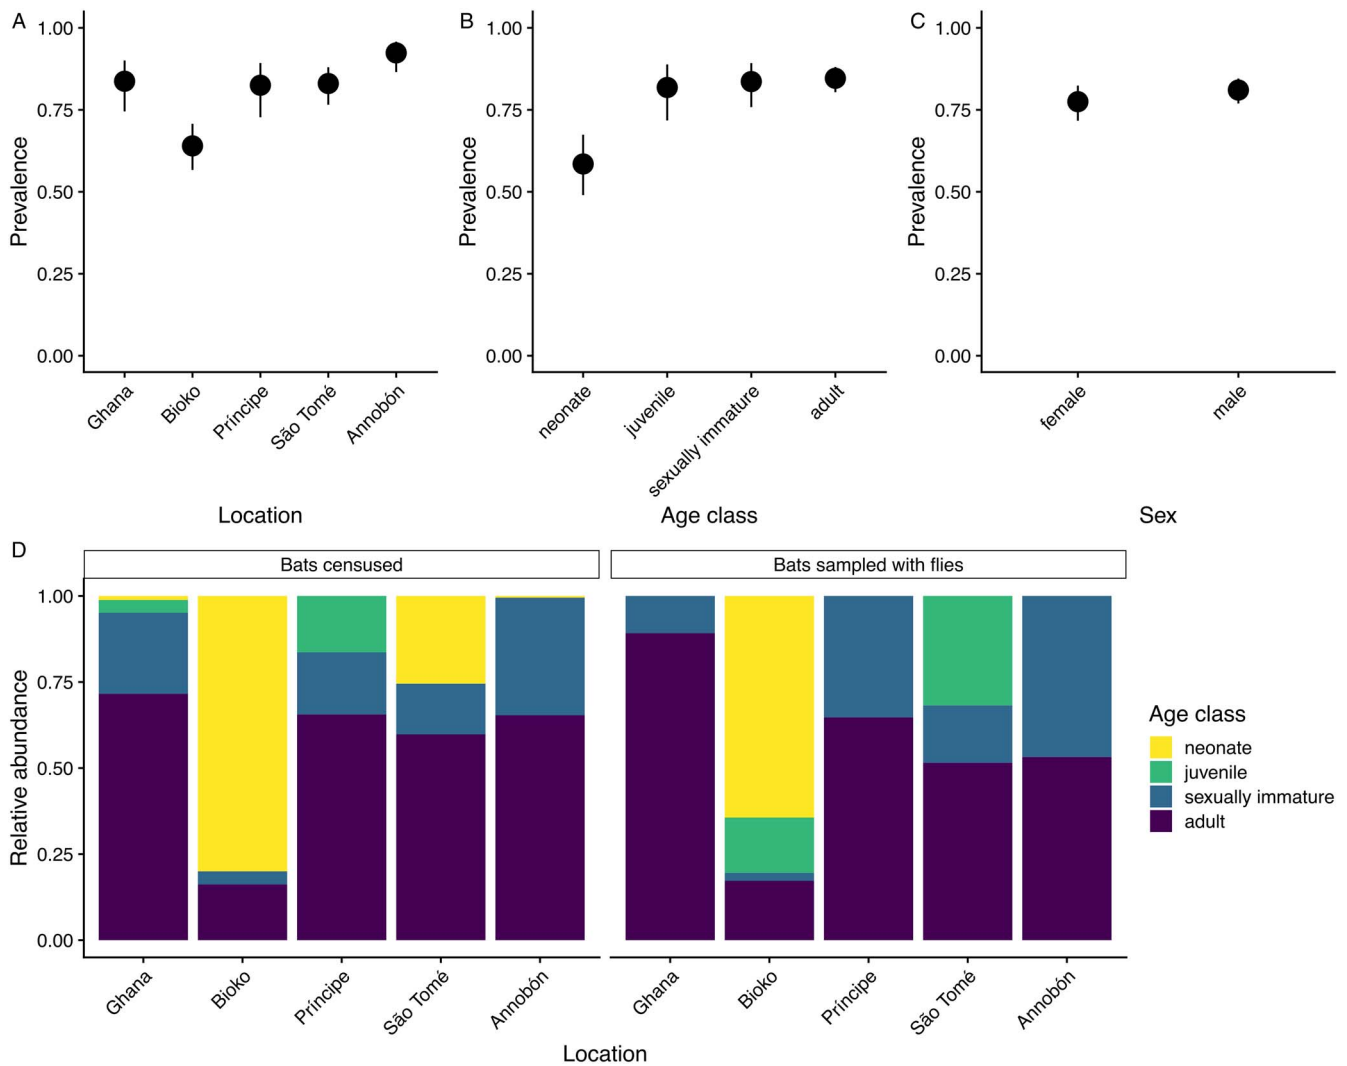 A
1.00
0.75
0.50
0.25
0.00
Prevalence
Ghana
Bioko
Príncipe
São Tomé
Annobón
Location
B
1.00
0.75
0.50
0.25
0.00
Prevalence
neonate
juvenile
sexually immature
adult
Age class
C
1.00
0.75
0.50
0.25
0.00
Prevalence
female
male
Sex
D
Bats censused
Bats sampled with flies
1.00
0.75
0.50
0.25
0.00
Relative abundance
Ghana
Bioko
Príncipe
São Tomé
Annobón
Ghana
Bioko
Príncipe
São Tomé
Annobón
Location
Age class
neonate
juvenile
sexually immature
adult